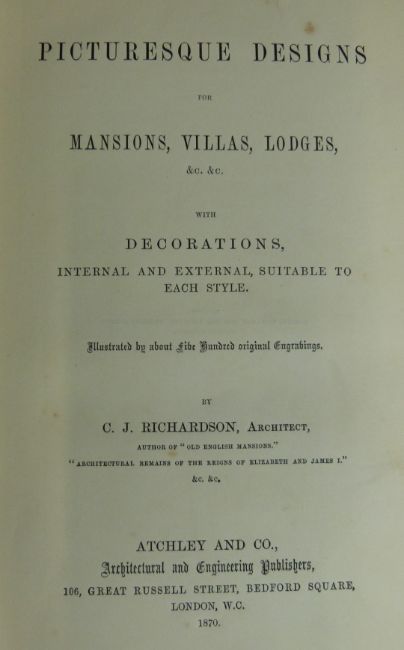 PICTURESQUE DESIGNS
FOR
MANSIONS, VILLAS, LODGES,
&c. &c.
WITH
DECORATIONS,
INTERNAL AND EXTERNAL, SUITABLE TO
EACH STYLE.
Illustrated by about Five Hundred original Engravings.
BY
C. J. RICHARDSON, ARCHITECT,
AUTHOR OF "OLD ENGLISH MANSIONS."
"ARCHITECTURAL REMAINS OF THE REIGNS OF ELIZABETH AND JAMES I."
&c. &c.
ATCHLEY AND CO.,
Architectural and Engineering Publishers,
106, GREAT RUSSELL STREET, BEDFORD SQUARE,
LONDON, W.C.
1870.